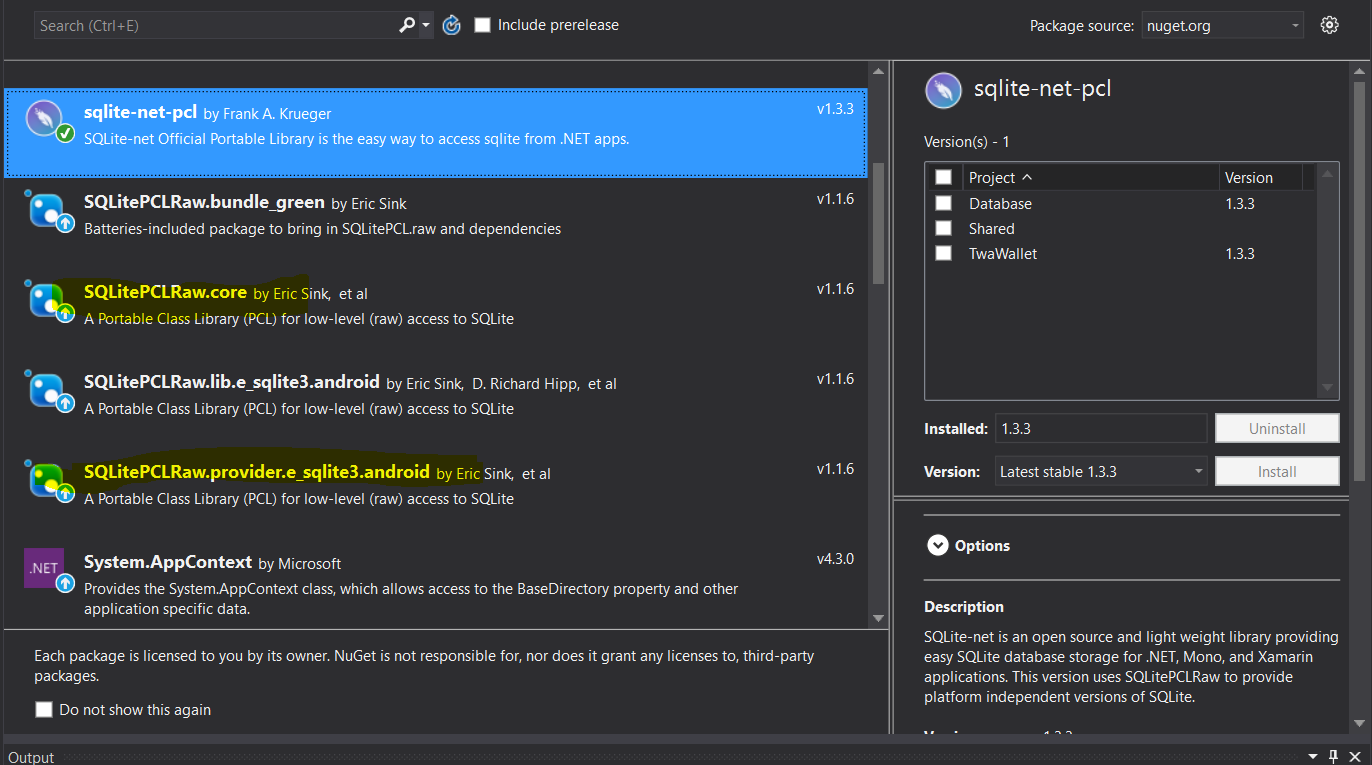 Search (Ctrl+E)
Include prerelease
Package source:
nuget.org
sqlite-net-pcl by Frank A. Krueger
v1.3.3
SQLite-net Official Portable Library is the easy way to access sqlite from .NET apps.
SQLitePCLRaw.bundle_green by Eric Sink
v1.1.6
Batteries-included package to bring in SQLitePCL.raw and dependencies
SQLitePCLRaw.core by Eric Sink, et al
v1.1.6
A Portable Class Library (PCL) for low-level (raw) access to SQLite
SQLitePCLRaw.lib.e_sqlite3.android by Eric Sink, D. Richard Hipp, et al
v1.1.6
A Portable Class Library (PCL) for low-level (raw) access to SQLite
SQLitePCLRaw.provider.e_sqlite3.android by Eric Sink, et al
v1.1.6
A Portable Class Library (PCL) for low-level (raw) access to SQLite
.NET
System.AppContext by Microsoft
v4.3.0
Provides the System.AppContext class, which allows access to the BaseDirectory property and other
application specific data.
Each package is licensed to you by its owner. NuGet is not responsible for, nor does it grant any licenses to, third-party
packages.
Do not show this again
sqlite-net-pcl
Version(s) - 1
Project Version
Database 1.3.3
Shared
TwaWallet 1.3.3
Installed: 1.3.3 Uninstall
Version: Latest stable 1.3.3 Install
Options
Description
SQLite-net is an open source and light weight library providing
easy SQLite database storage for .NET, Mono, and Xamarin
applications. This version uses SQLitePCLRaw to provide
platform independent versions of SQLite.
Output